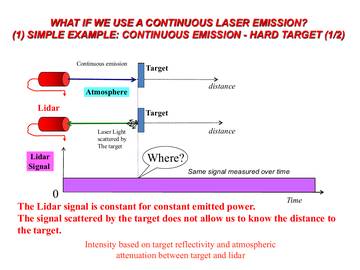 WHAT IF WE USE A CONTINUOUS LASER EMISSION?
(1) SIMPLE EXAMPLE: CONTINUOUS EMISSION - HARD TARGET (1/2)
Continuous emission
Target
distance
Atmosphere
Lidar
Target
distance
Laser Light
scattered by
The target
Lidar
Signal
Where?
Same signal measured over time
0
Time
The Lidar signal is constant for constant emitted power.
The signal scattered by the target does not allow us to know the distance to
the target.
Intensity based on target reflectivity and atmospheric
attenuation between target and lidar